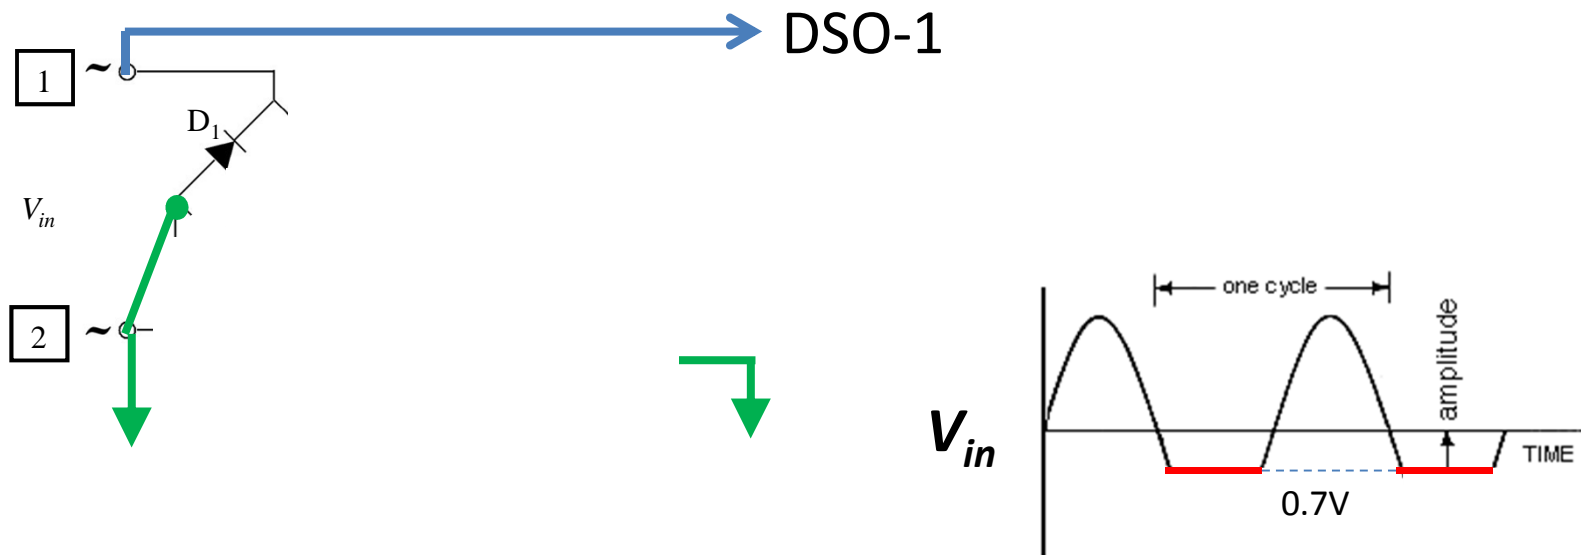 DSO-1
1 ~
D1
Vin
2 ~
one cycle
amplitude
Vin
TIME
0.7V